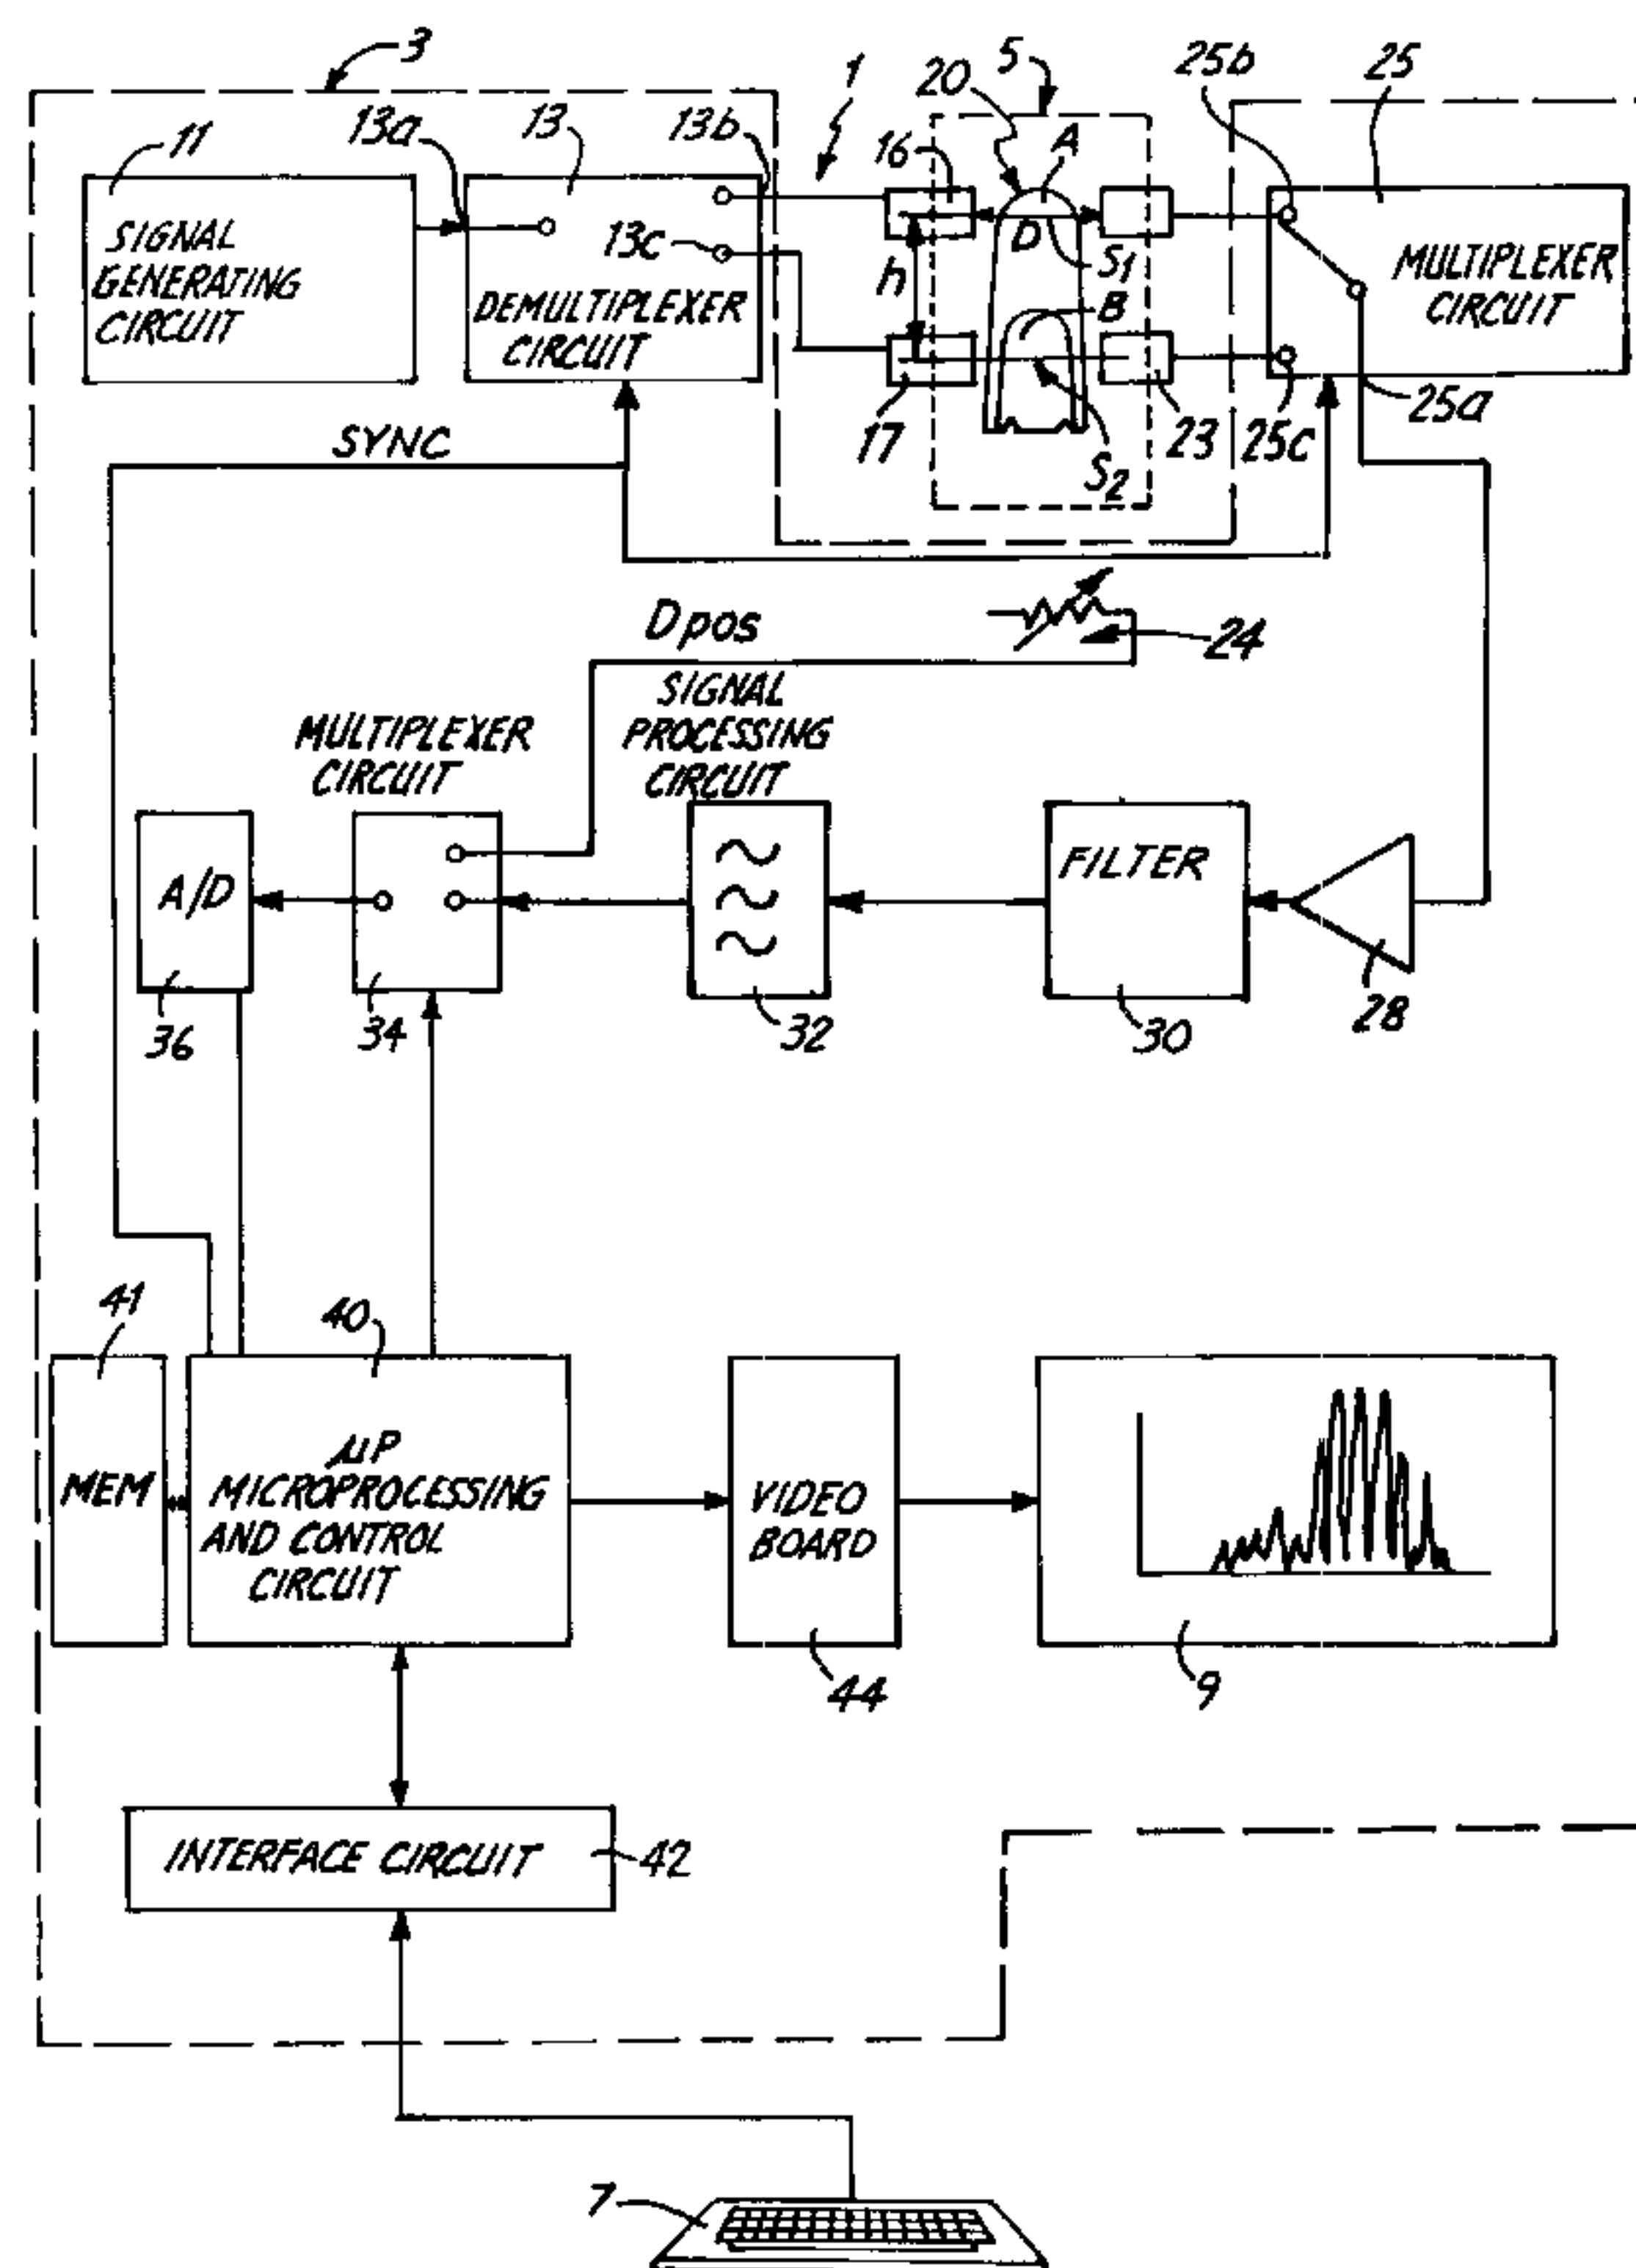 3
1
20
5
25b
25
11
13a
13
13b
16
A
SIGNAL
GENERATING
CIRCUIT
13c
DEMULTIPLEXER
CIRCUIT
D
S1
h
B
MULTIPLEXER
CIRCUIT
17
S2
23
25c
25a
SYNC
Dpos
24
MULTIPLEXER
CIRCUIT
SIGNAL
PROCESSING
CIRCUIT
A/D
FILTER
36
34
32
30
28
41
40
MEM
µP
MICROPROCESSING
AND CONTROL
CIRCUIT
VIDEO
BOARD
44
9
INTERFACE CIRCUIT
42
7